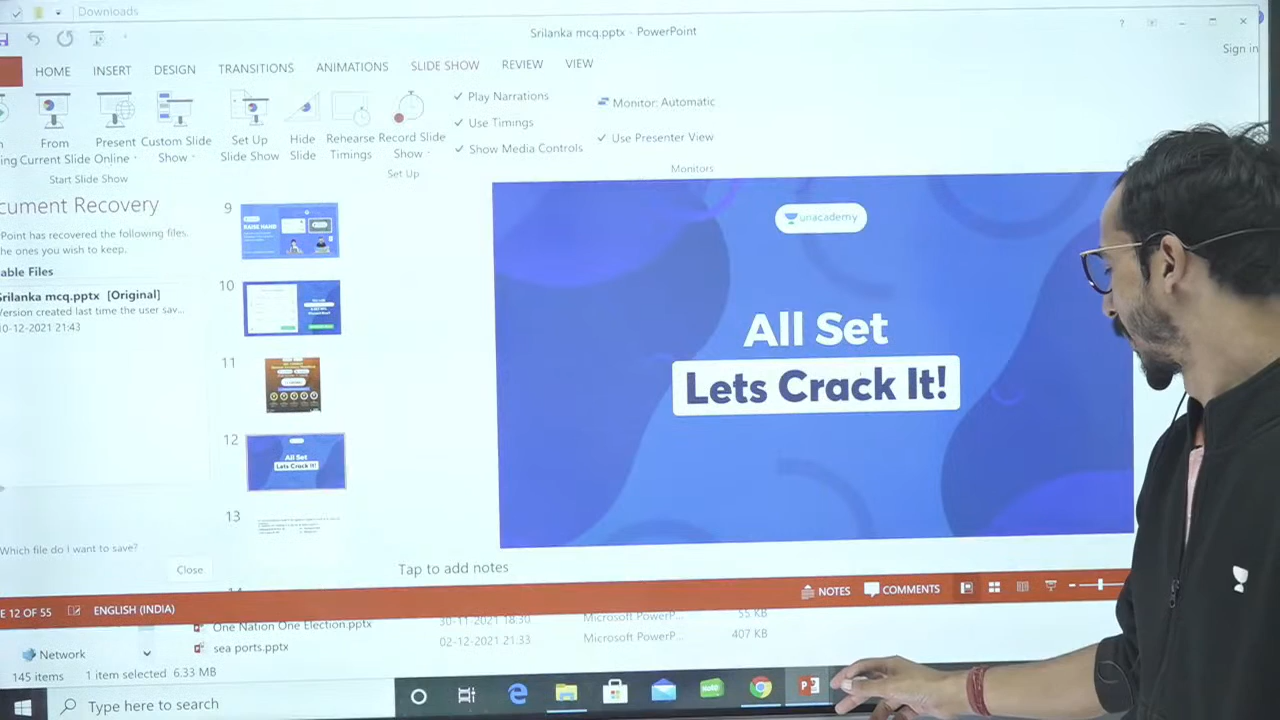 Downloads
Srilanka mcq.pptx - PowerPoint
?
Sign in
HOME INSERT DESIGN TRANSITIONS ANIMATIONS SLIDE SHOW REVIEW VIEW
From
Current Slide
Present
Online
Custom Slide
Show
Set Up
Slide Show
Hide
Slide
Rehearse
Timings
Record Slide
Show
Play Narrations
Use Timings
Show Media Controls
Monitor: Automatic
Use Presenter View
Start Slide Show
Set Up
Monitors
cument Recovery
Point has recovered the following files.
he ones you wish to keep.
able Files
Srilanka mcq.pptx [Original]
Version created last time the user sav...
10-12-2021 21:43
Which file do I want to save?
Close
9
RAISE HAND
10
11
12
All Set
Lets Crack It!
13
unacademy
All Set
Lets Crack It!
Tap to add notes
E 12 OF 55
ENGLISH (INDIA)
NOTES
COMMENTS
One Nation One Election.pptx 30-11-2021 18:30 Microsoft PowerP... 55 KB
sea ports.pptx 02-12-2021 21:33 Microsoft PowerP... 407 KB
Network
145 items 1 item selected 6.33 MB
Type here to search